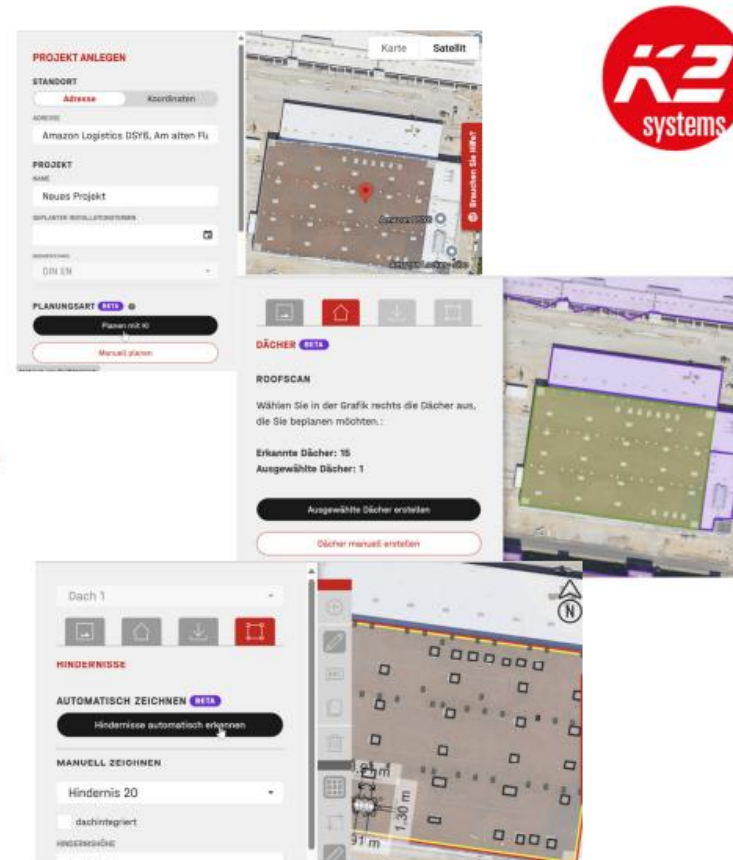 PROJEKT ANLEGEN
STANDORT
Adresse
Koordinaten
ADRESSE
Amazon Logistics DSY6, Am alten Flu
PROJEKT
NAME
Neues Projekt
GEPLANTER INSTALLATIONSTERMIN
DIN EN
PLANUNGSART BETA
Planen mit KI
Manuell planen
Karte
Satellit
Brauchen Sie Hilfe?
K2
systems
DÄCHER BETA
ROOFSCAN
Wählen Sie in der Grafik rechts die Dächer aus,
die Sie beplanen möchten.:
Erkannte Dächer: 15
Ausgewählte Dächer: 1
Ausgewählte Dächer erstellen
Dächer manuell erstellen
Dach 1
HINDERNISSE
AUTOMATISCH ZEICHNEN BETA
Hindernisse automatisch erkennen
MANUELL ZEICHNEN
Hindernis 20
dachintegriert
HINDERNISHÖHE
N
1.30 m